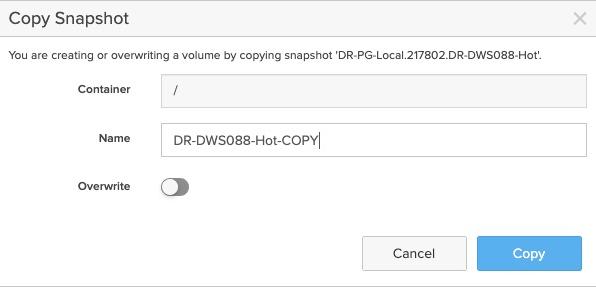 Copy Snapshot
You are creating or overwriting a volume by copying snapshot 'DR-PG-Local.217802.DR-DWS088-Hot'.
Container /
Name DR-DWS088-Hot-COPY
Overwrite
Cancel Copy